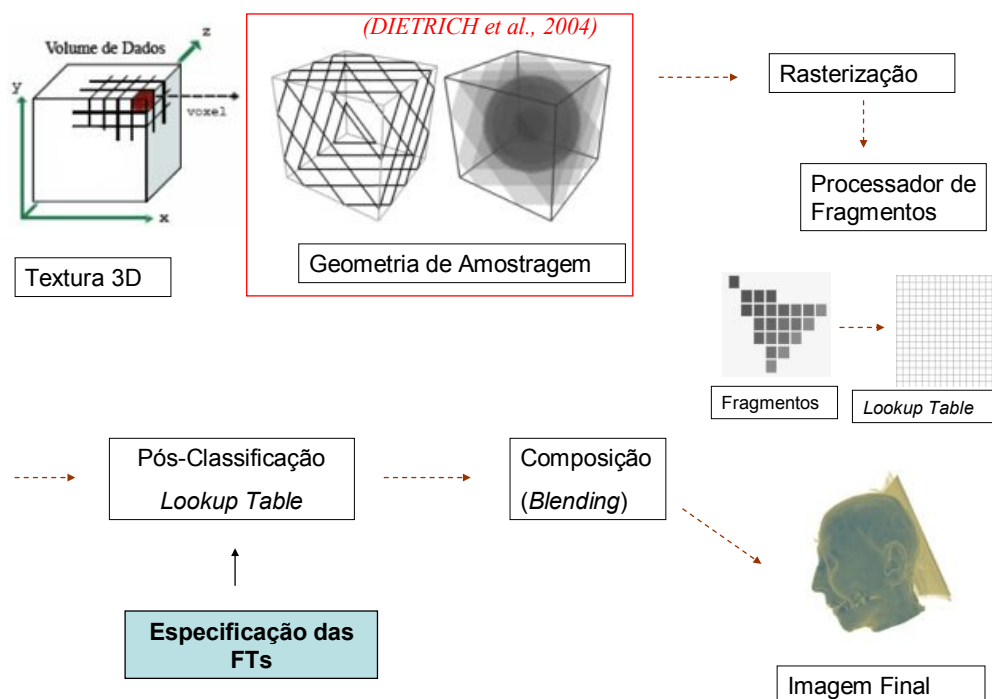 (DIETRICH et al., 2004)
Volume de Dados
z
y
voxel
x
Textura 3D
Geometria de Amostragem
Rasterização
Processador de
Fragmentos
Fragmentos
Lookup Table
Pós-Classificação
Lookup Table
Composição
(Blending)
Especificação das
FTs
Imagem Final